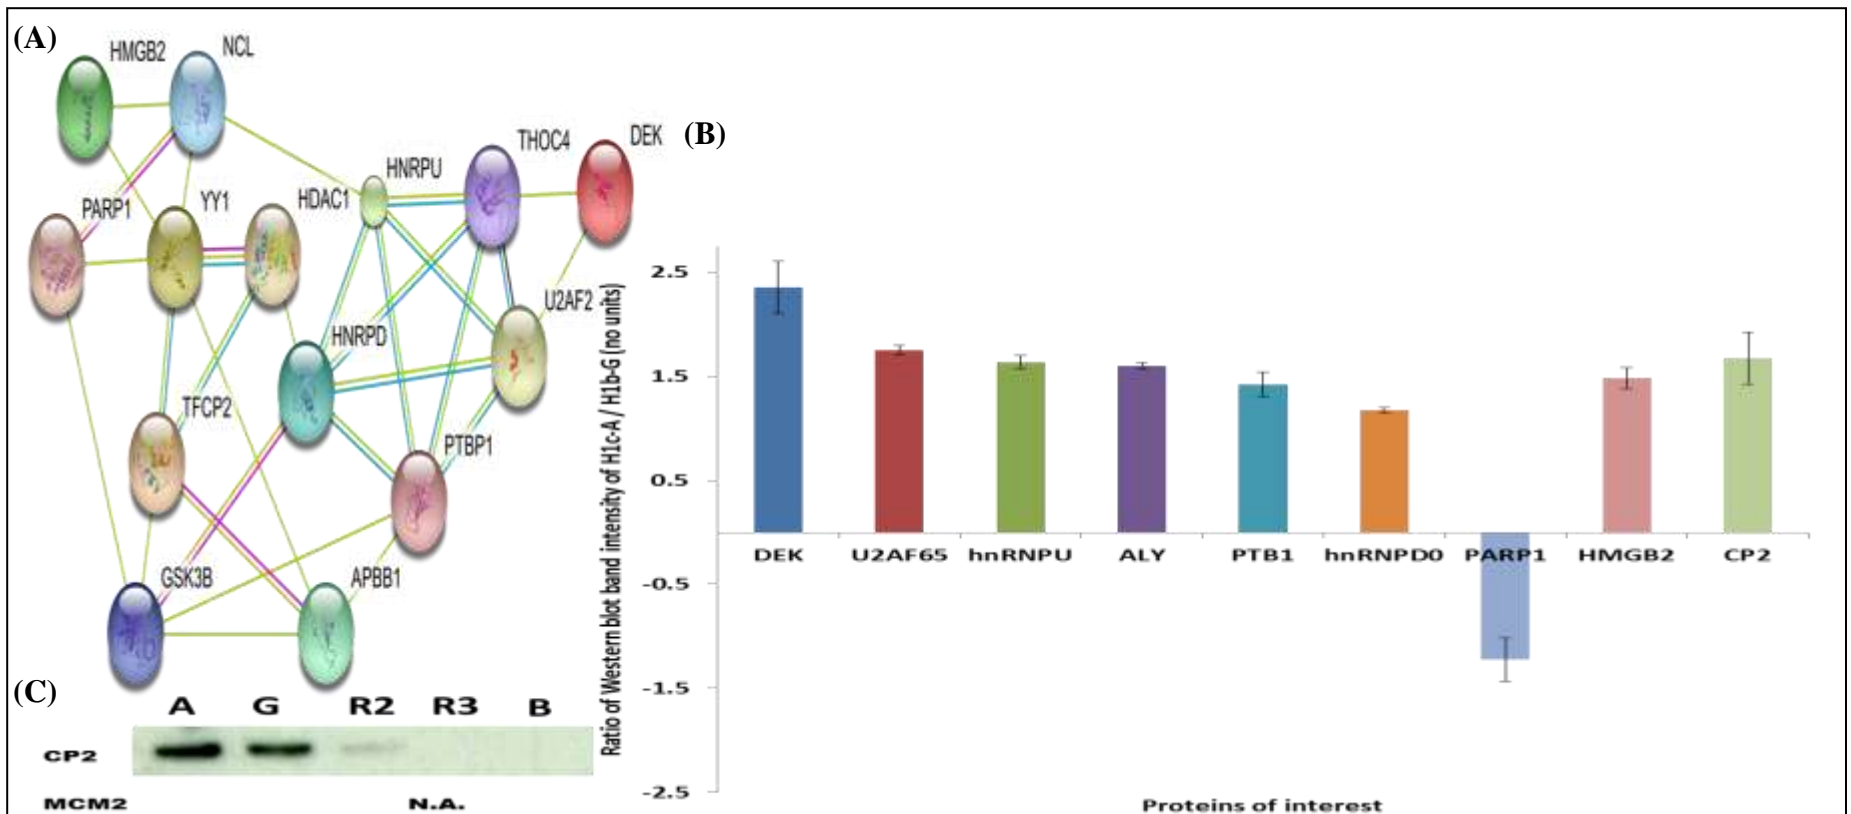 (A)
HMGB2
NCL
THOC4
DEK
HNRPU
PARP1
YY1
HDAC1
U2AF2
HNRPD
TFCP2
PTBP1
GSK3B
APBB1
(B)
Ratio of Western blot band intensity of H1c-A / H1b-G (no units)
2.5
1.5
0.5
-0.5
-1.5
-2.5
DEK U2AF65 hnRNPU ALY PTB1 hnRNPD0 PARP1 HMGB2 CP2
Proteins of interest
(C)
A G R2 R3 B
CP2
MCM2 N.A.